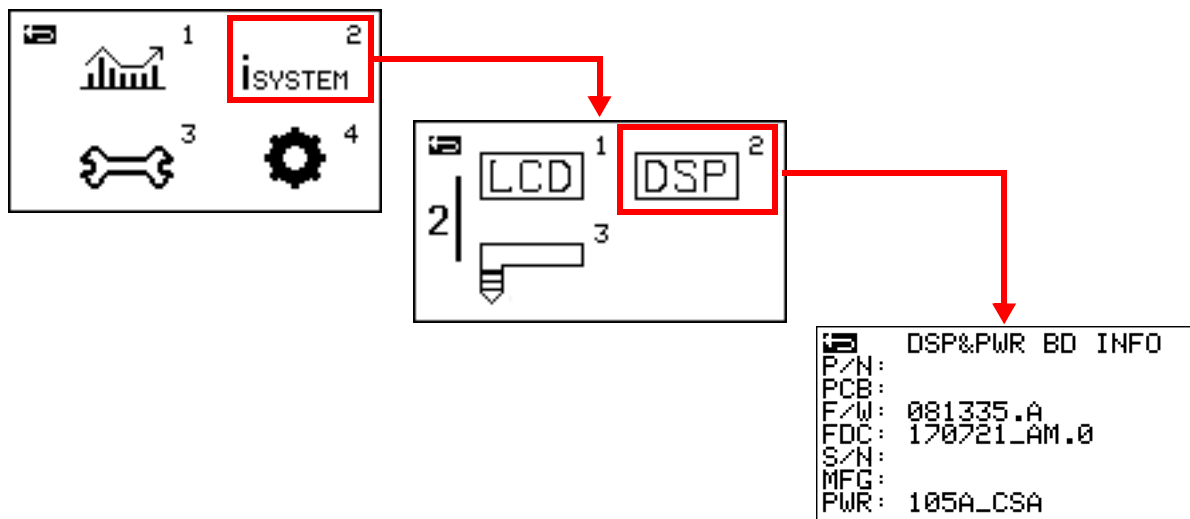 1
2
iSYSTEM
3
4
1
2
LCD
DSP
2
3
DSP&PWR BD INFO
P/N:
PCB:
F/W: 081335.A
FDC: 170721_AM.0
S/N:
MFG:
PWR: 105A_CSA